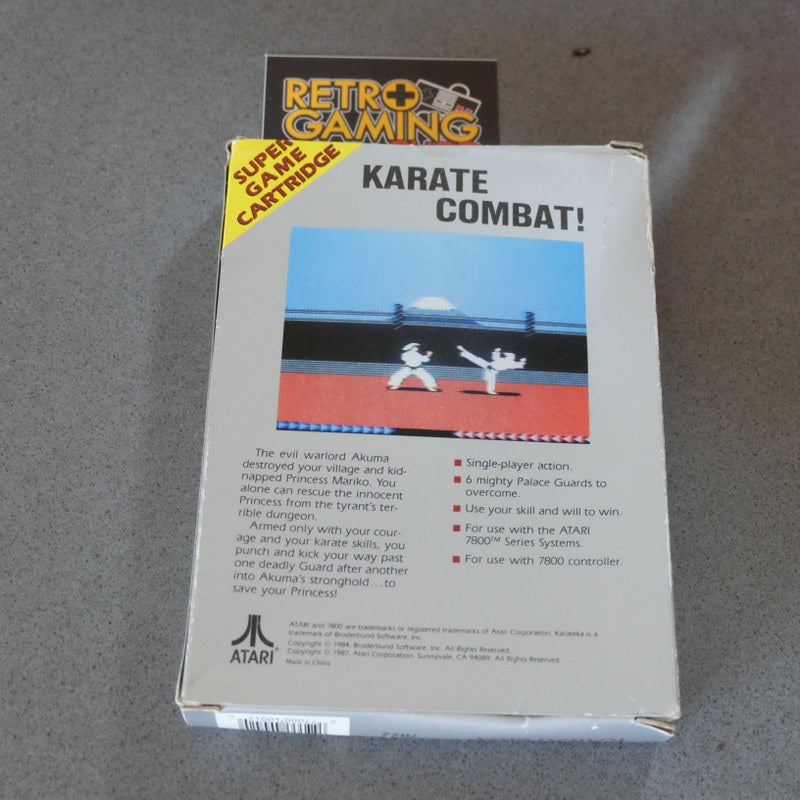 RETRO
GAMING
SUPER
GAME
CARTRIDGE
KARATE
COMBAT!
The evil warlord Akuma
destroyed your village and kid-
napped Princess Mariko. You
alone can rescue the innocent
Princess from the tyrant's ter-
rible dungeon.
Armed only with your cour-
age and your karate skills, you
punch and kick your way past
one deadly Guard after another
into Akuma's stronghold...to
save your Princess!
Single-player action.
6 mighty Palace Guards to
overcome.
Use your skill and will to win.
For use with the ATARI
7800™ Series Systems.
For use with 7800 controller.
ATARI®
ATARI and 7800 are trademarks or registered trademarks of Atari Corporation. Karateka is a
trademark of Broderbund Software, Inc.
Copyright © 1984, Broderbund Software, Inc. All Rights Reserved.
Copyright © 1987, Atari Corporation, Sunnyvale, CA 94089. All Rights Reserved.
Made in China